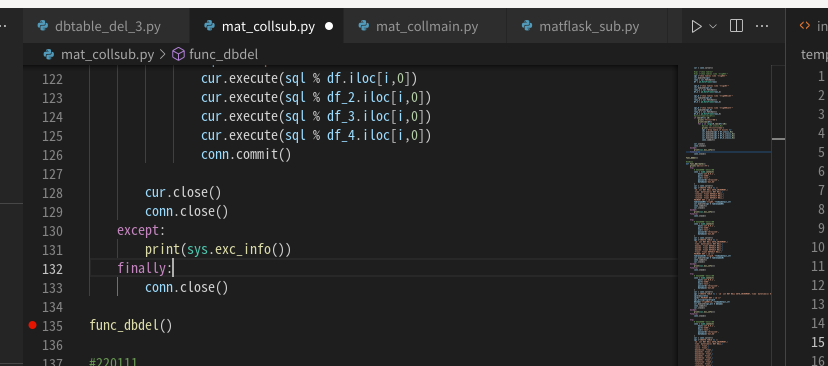 dbtable_del_3.py mat_collsub.py mat_collmain.py matflask_sub.py in
mat_collsub.py > func_dbdel temp
122 cur.execute(sql % df.iloc[i,0])
123 cur.execute(sql % df_2.iloc[i,0])
124 cur.execute(sql % df_3.iloc[i,0])
125 cur.execute(sql % df_4.iloc[i,0])
126 conn.commit()
127
128 cur.close()
129 conn.close()
130 except:
131 print(sys.exc_info())
132 finally:
133 conn.close()
134
135 func_dbdel()
136
137 #220111
1
2
3
4
5
6
7
8
9
10
11
12
13
14
15
16